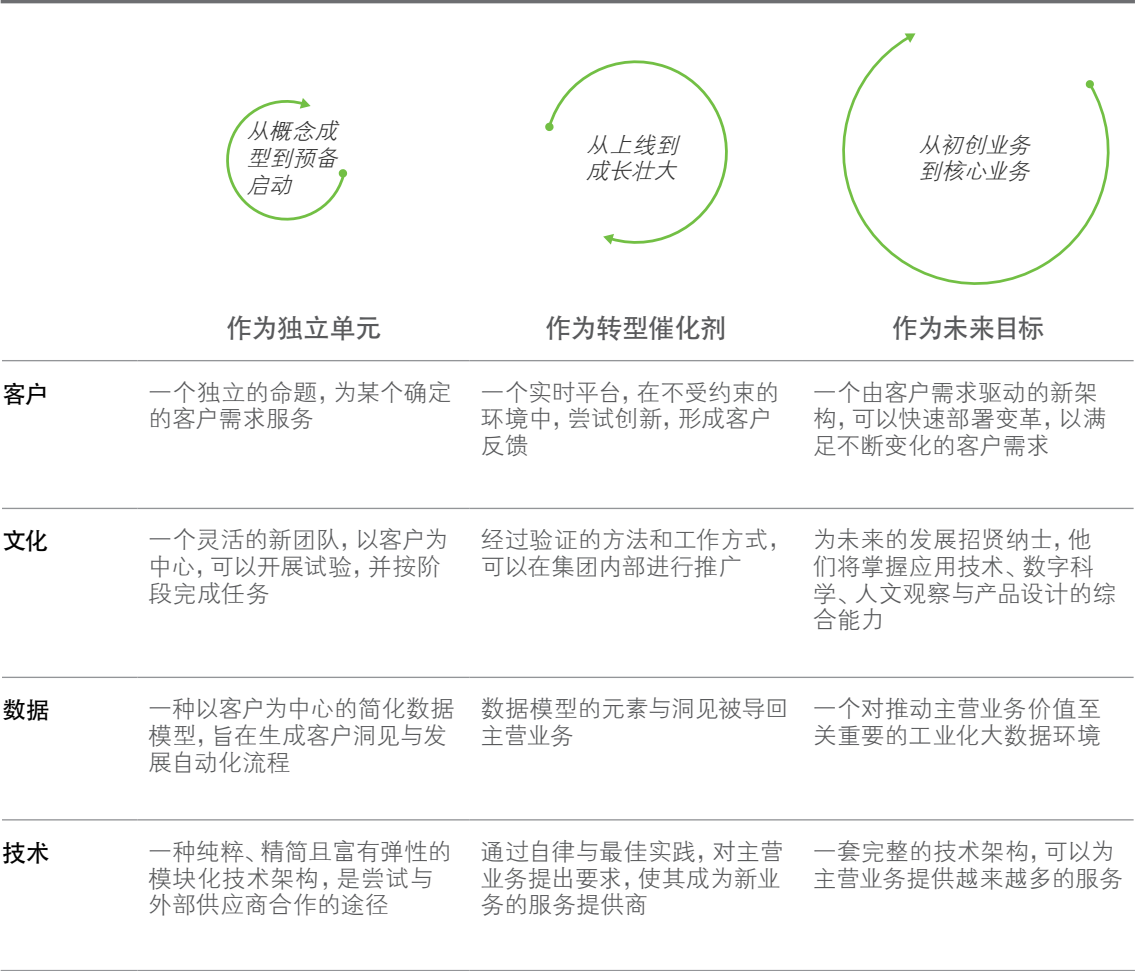 从概念成
型到预备
启动
从上线到
成长壮大
从初创业务
到核心业务
作为独立单元
作为转型催化剂
作为未来目标
客户
一个独立的命题，为某个确定
的客户需求服务
一个实时平台，在不受约束的
环境中，尝试创新，形成客户
反馈
一个由客户需求驱动的新架
构，可以快速部署变革，以满
足不断变化的客户需求
文化
一个灵活的新团队，以客户为
中心，可以开展试验，并按阶
段完成任务
经过验证的方法和工作方式，
可以在集团内部进行推广
为未来的发展招贤纳士，他
们将掌握应用技术、数字科
学、人文观察与产品设计的综
合能力
数据
一种以客户为中心的简化数据
模型，旨在生成客户洞见与发
展自动化流程
数据模型的元素与洞见被导回
主营业务
一个对推动主营业务价值至
关重要的工业化大数据环境
技术
一种纯粹、精简且富有弹性的
模块化技术架构，是尝试与
外部供应商合作的途径
通过自律与最佳实践，对主营
业务提出要求，使其成为新业
务的服务提供商
一套完整的技术架构，可以为
主营业务提供越来越多的服务